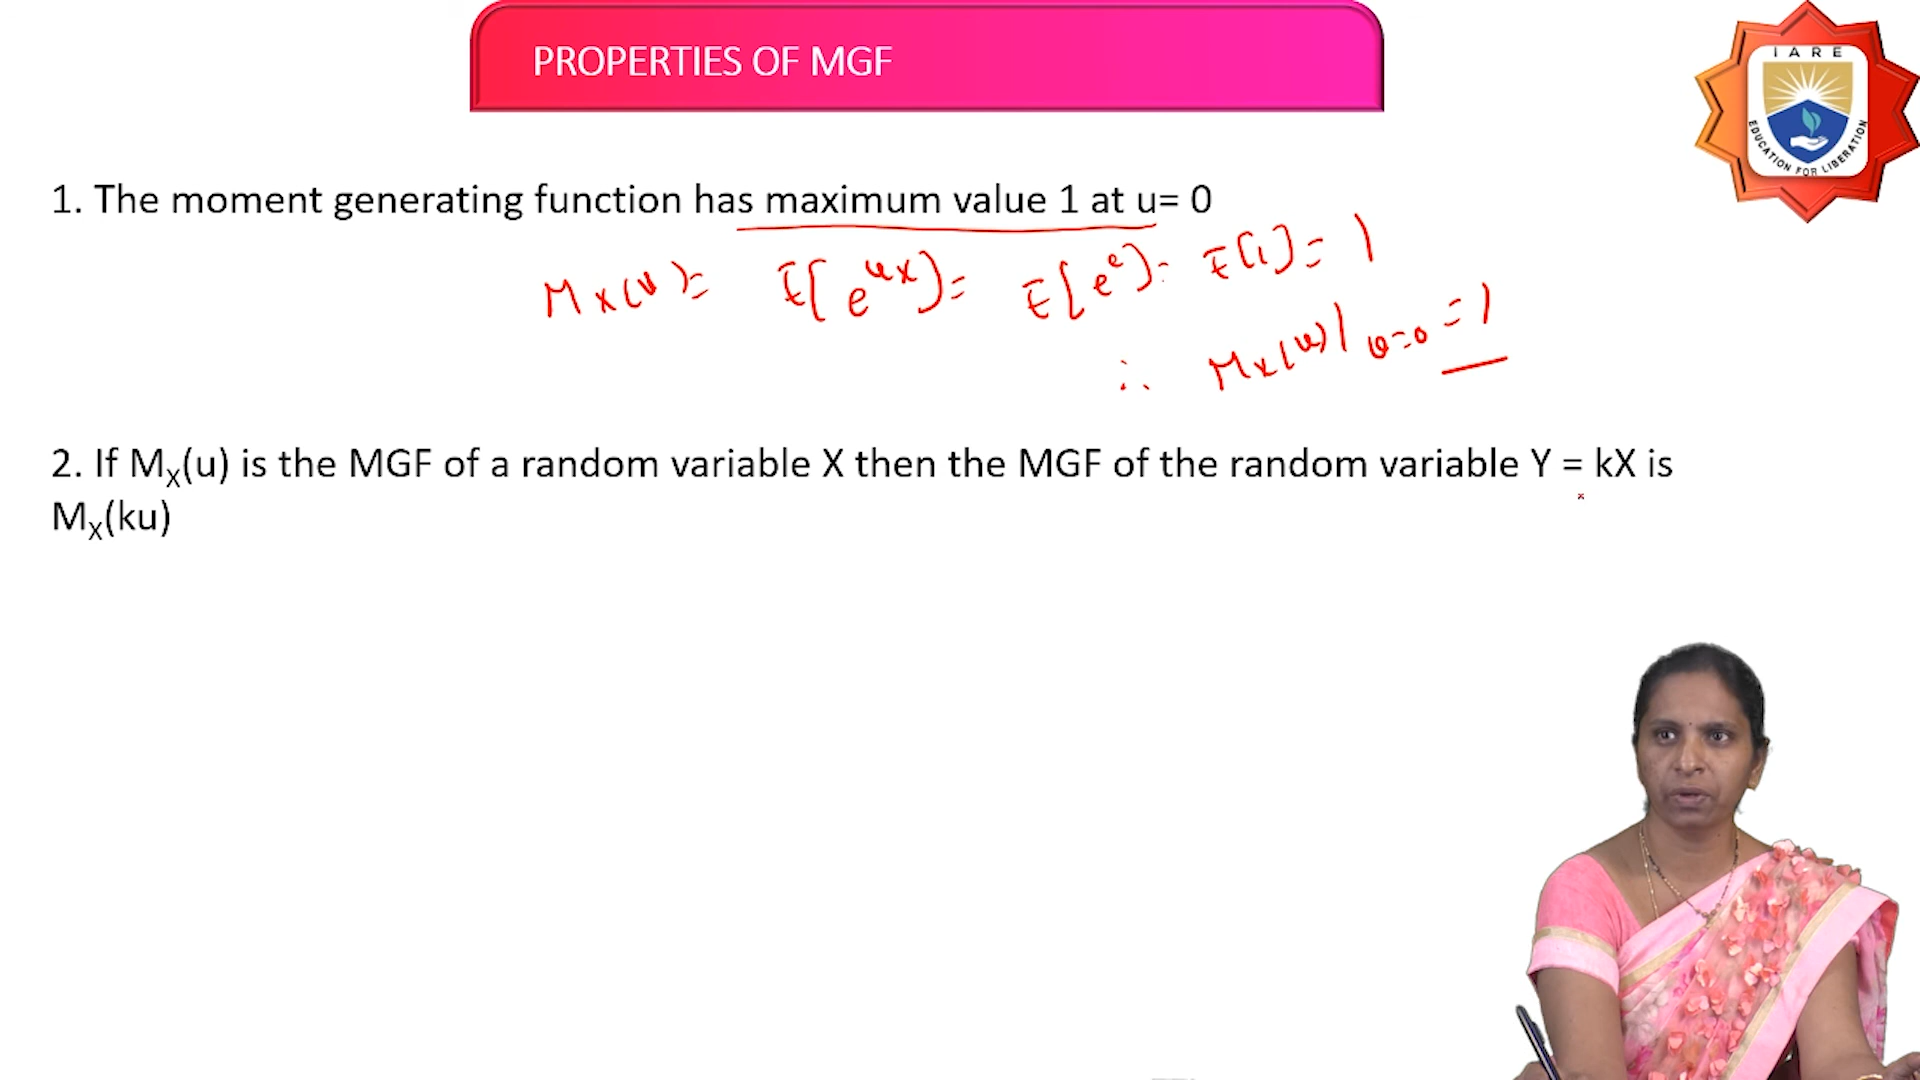 PROPERTIES OF MGF
IARE
EDUCATION FOR LIBERATION
1. The moment generating function has maximum value 1 at u= 0
M x(u) = E[e^ux] = E[e^0] = E[1] = 1
∴ Mx(u)|u=0 = 1
2. If MX(u) is the MGF of a random variable X then the MGF of the random variable Y = kX is
MX(ku)